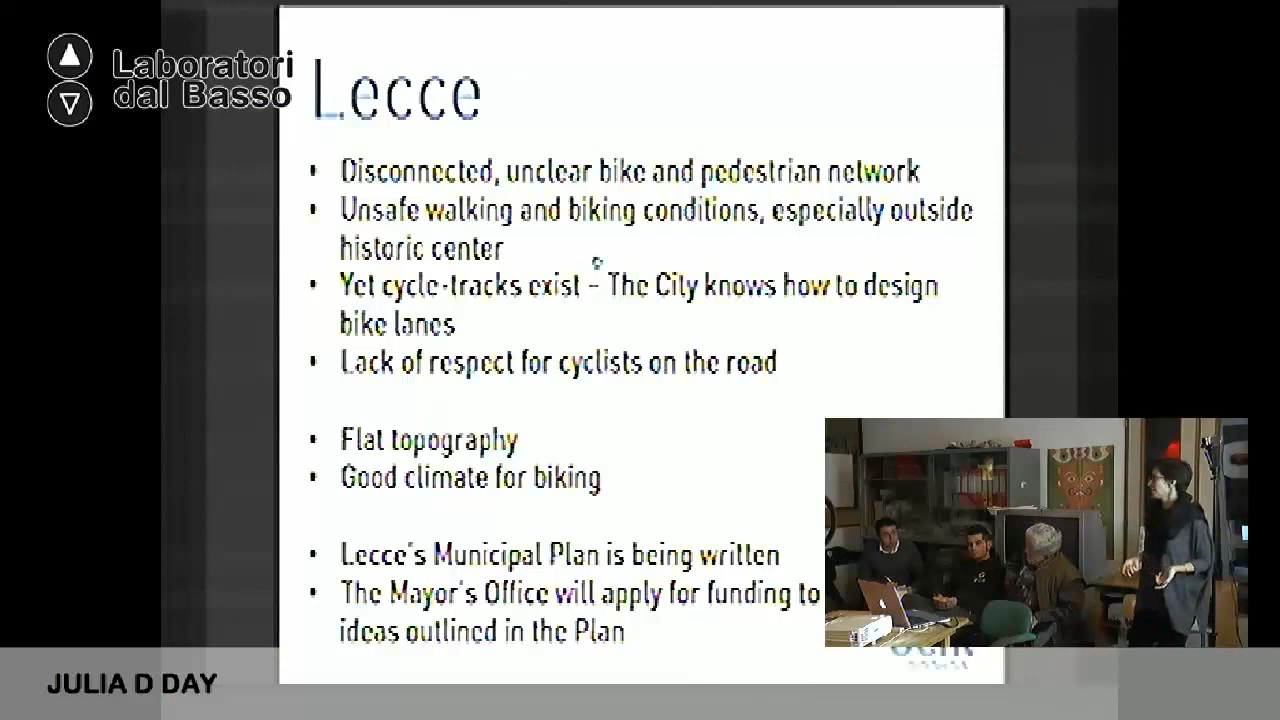 Laboratori
dal Basso
Lecce
• Disconnected, unclear bike and pedestrian network
• Unsafe walking and biking conditions, especially outside
historic center
• Yet cycle-tracks exist – The City knows how to design
bike lanes
• Lack of respect for cyclists on the road
• Flat topography
• Good climate for biking
• Lecce's Municipal Plan is being written
• The Mayor's Office will apply for funding to
ideas outlined in the Plan
JULIA D DAY